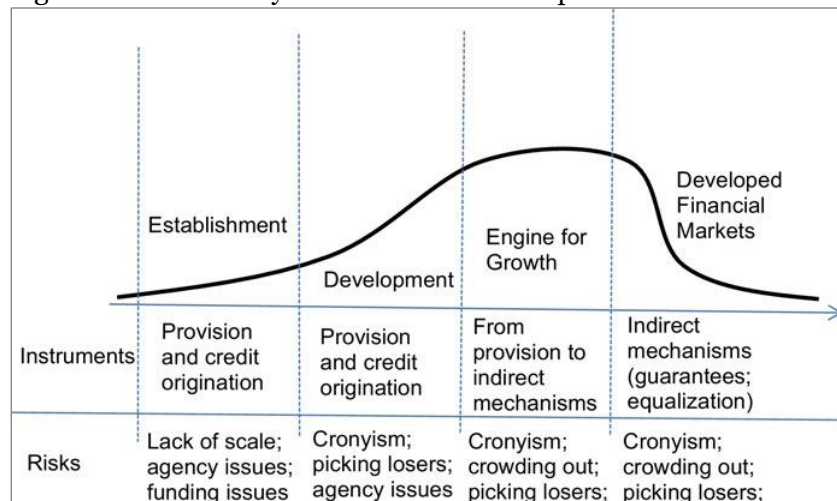 Establishment
Development
Engine for
Growth
Developed
Financial
Markets
Instruments
Provision
and credit
origination
Provision
and credit
origination
From
provision to
indirect
mechanisms
Indirect
mechanisms
(guarantees;
equalization)
Risks
Lack of scale;
agency issues;
funding issues
Cronyism;
picking losers;
agency issues
Cronyism;
crowding out;
picking losers;
Cronyism;
crowding out;
picking losers;